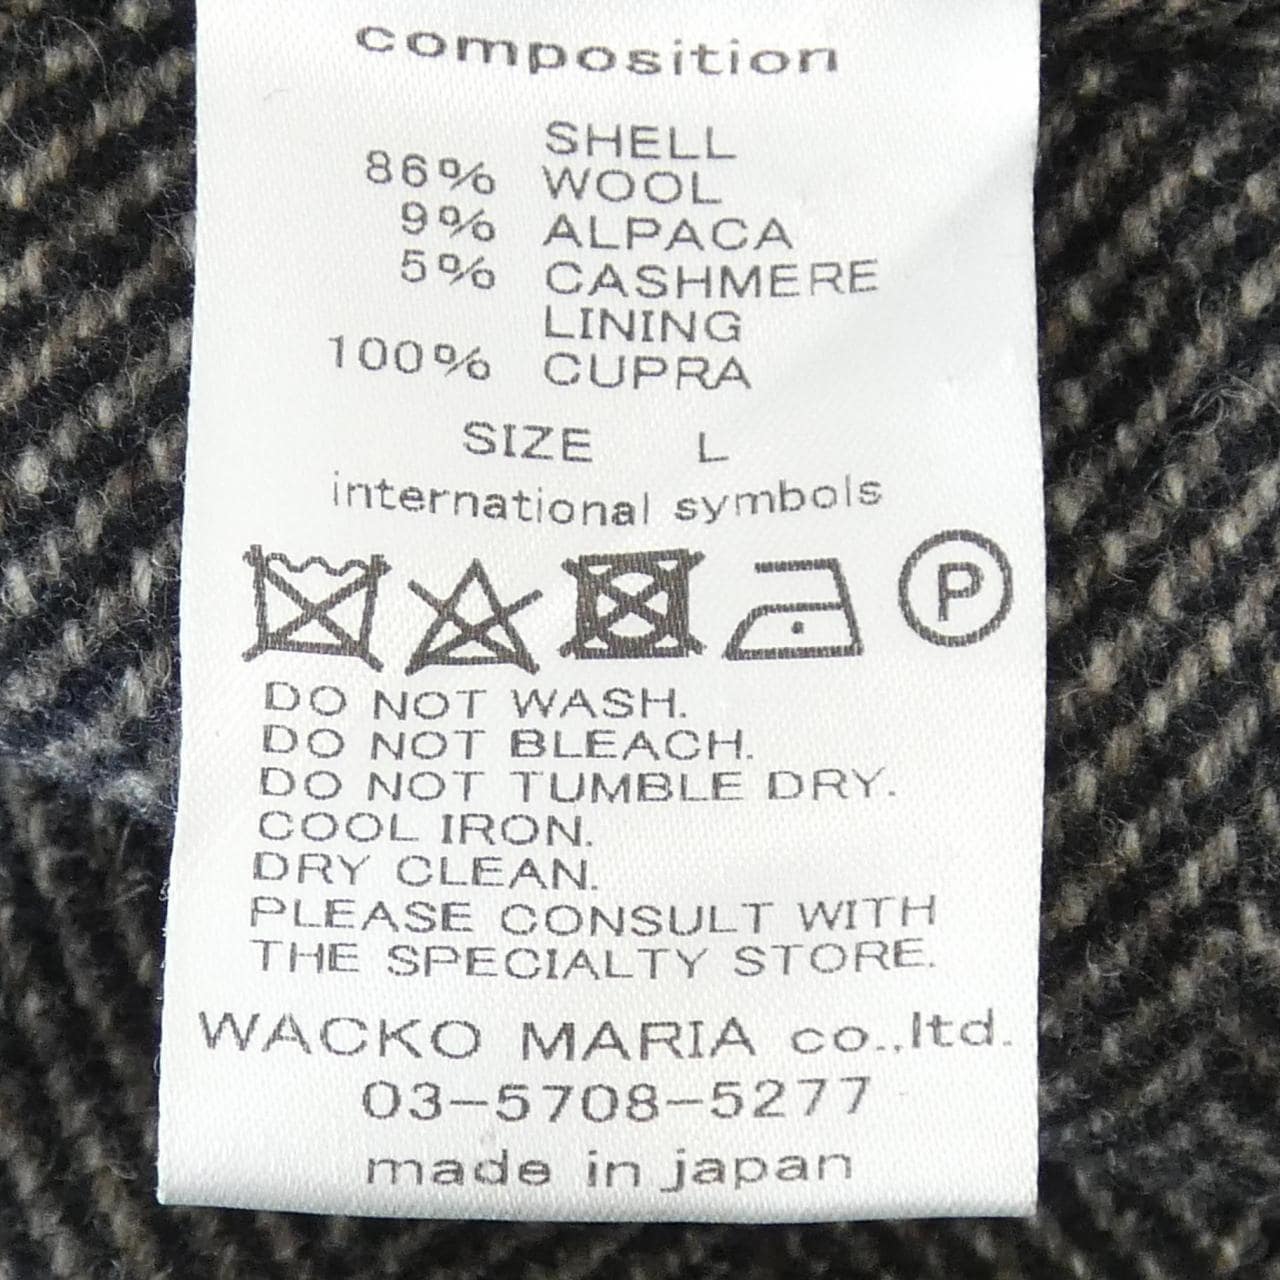 composition
SHELL
86% WOOL
9% ALPACA
5% CASHMERE
LINING
100% CUPRA
SIZE L
international symbols
P
DO NOT WASH.
DO NOT BLEACH.
DO NOT TUMBLE DRY.
COOL IRON.
DRY CLEAN.
PLEASE CONSULT WITH
THE SPECIALTY STORE.
WACKO MARIA co.,ltd.
03-5708-5277
made in japan